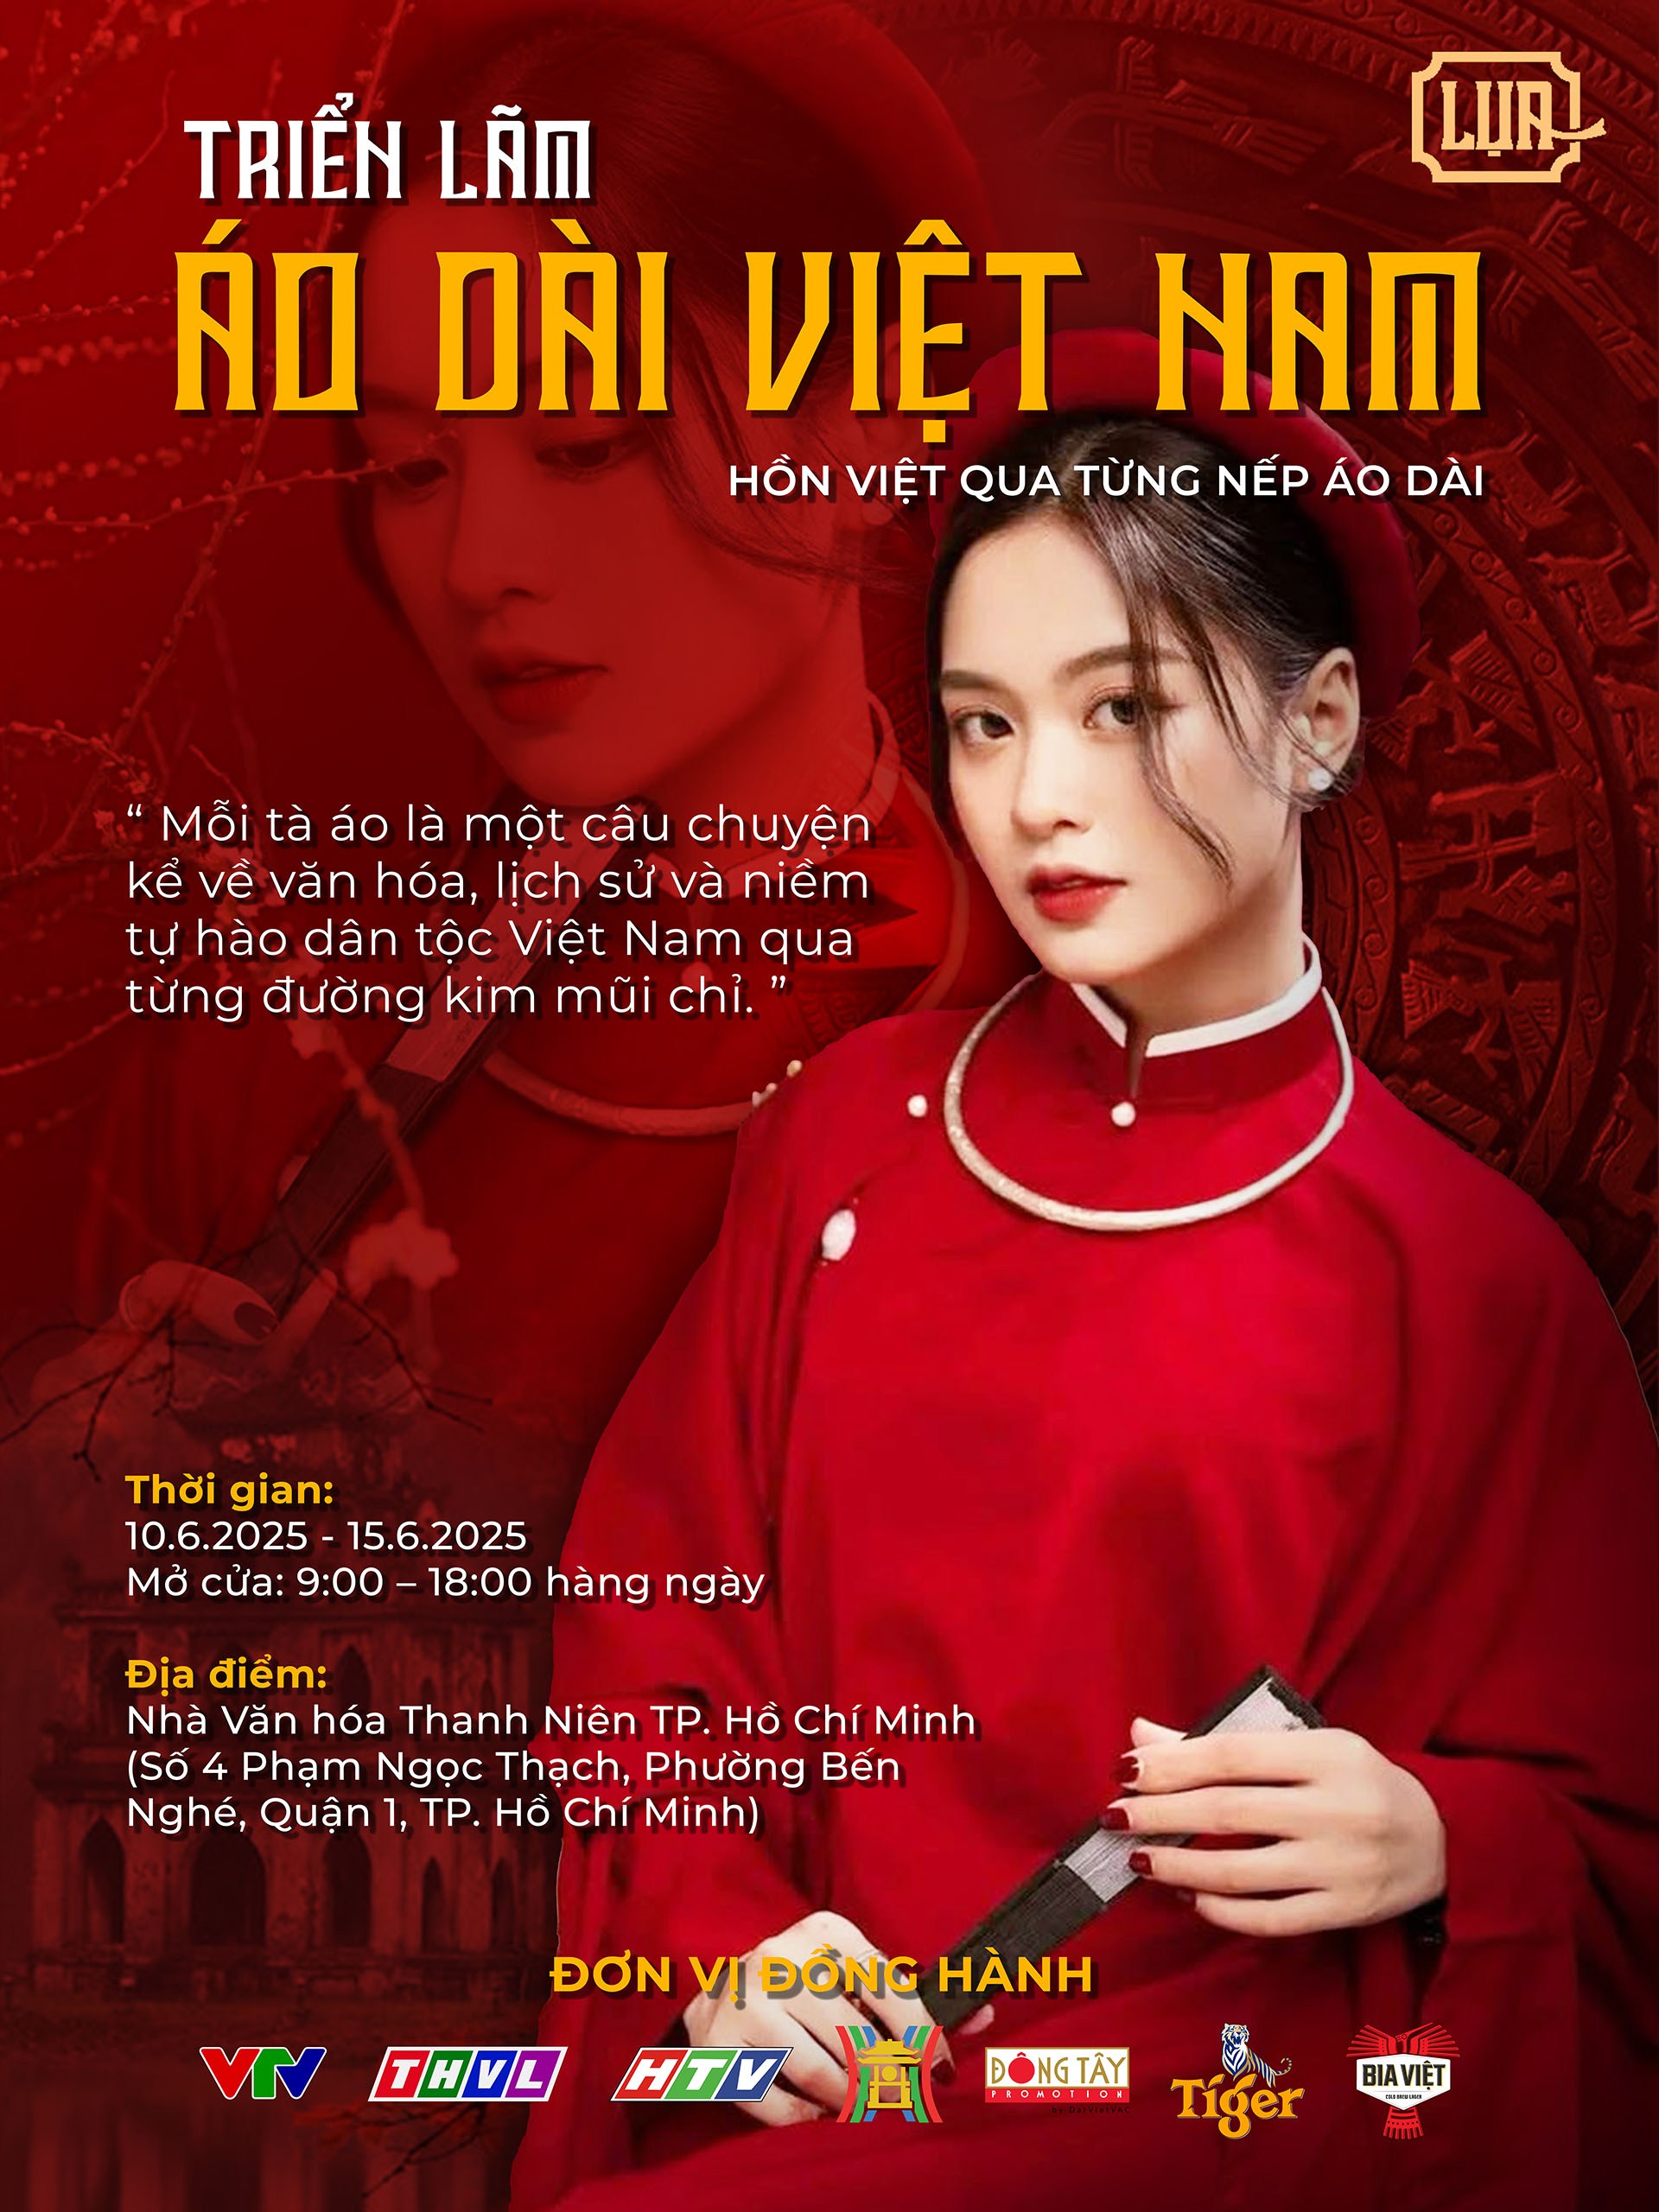 LỤA
TRIỂN LÃM
ÁO DÀI VIỆT NAM
HỒN VIỆT QUA TỪNG NẾP ÁO DÀI
“ Mỗi tà áo là một câu chuyện
kể về văn hóa, lịch sử và niềm
tự hào dân tộc Việt Nam qua
từng đường kim mũi chỉ. ”
Thời gian:
10.6.2025 - 15.6.2025
Mở cửa: 9:00 – 18:00 hàng ngày
Địa điểm:
Nhà Văn hóa Thanh Niên TP. Hồ Chí Minh
(Số 4 Phạm Ngọc Thạch, Phường Bến
Nghé, Quận 1, TP. Hồ Chí Minh)
ĐƠN VỊ ĐỒNG HÀNH
VTV
THVL
HTV
ĐÔNG TÂY
PROMOTION
by DatVietVAC
Tiger
BIA VIỆT
COLD BREW LAGER